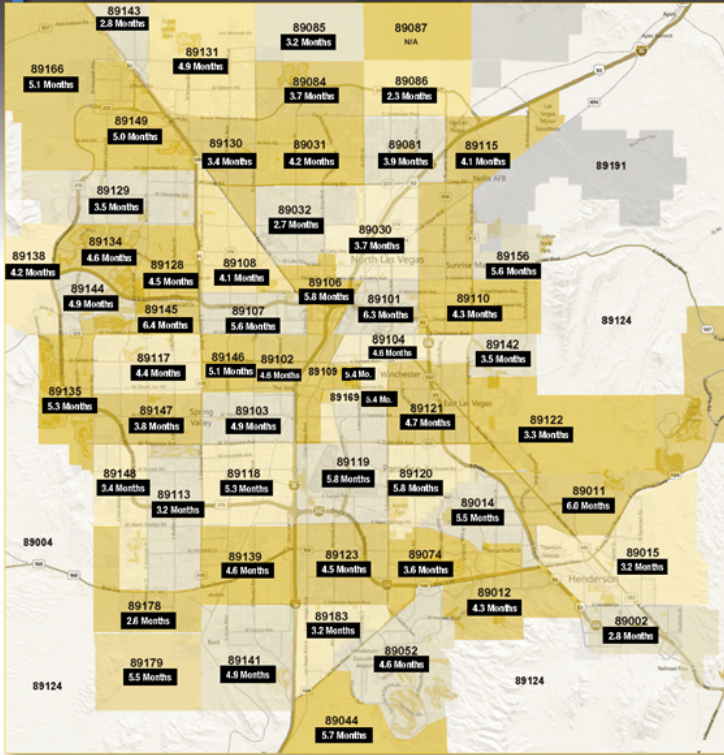 89143
2.8 Months
89085
3.2 Months
89087
N/A
89131
4.9 Months
89166
5.1 Months
89084
3.7 Months
89086
2.3 Months
89149
5.0 Months
89130
3.4 Months
89031
4.2 Months
89081
3.9 Months
89115
4.1 Months
Nellis AFB
89191
89129
3.5 Months
89032
2.7 Months
89030
3.7 Months
North Las Vegas
89138
4.2 Months
89134
4.6 Months
89128
4.5 Months
89108
4.1 Months
89156
5.6 Months
89144
4.9 Months
89106
5.8 Months
89101
6.3 Months
89110
4.3 Months
89145
6.4 Months
89107
5.6 Months
89124
89117
4.4 Months
89146
5.1 Months
89102
4.6 Months
89104
4.6 Months
89142
3.5 Months
89109
5.4 Mo.
Winchester
89169
5.4 Mo.
89135
5.3 Months
89147
3.8 Months
Spring
Valley
89103
4.9 Months
89121
4.7 Months
East Las Vegas
89122
3.3 Months
89148
3.4 Months
89113
3.2 Months
89118
5.3 Months
89119
5.8 Months
89120
5.8 Months
89014
5.5 Months
89011
6.0 Months
89004
89139
4.6 Months
89123
4.5 Months
89074
3.6 Months
89015
3.2 Months
Henderson
89178
2.6 Months
89012
4.3 Months
89183
3.2 Months
89002
2.8 Months
89179
5.5 Months
89141
4.9 Months
89052
4.6 Months
89124
89124
89044
5.7 Months